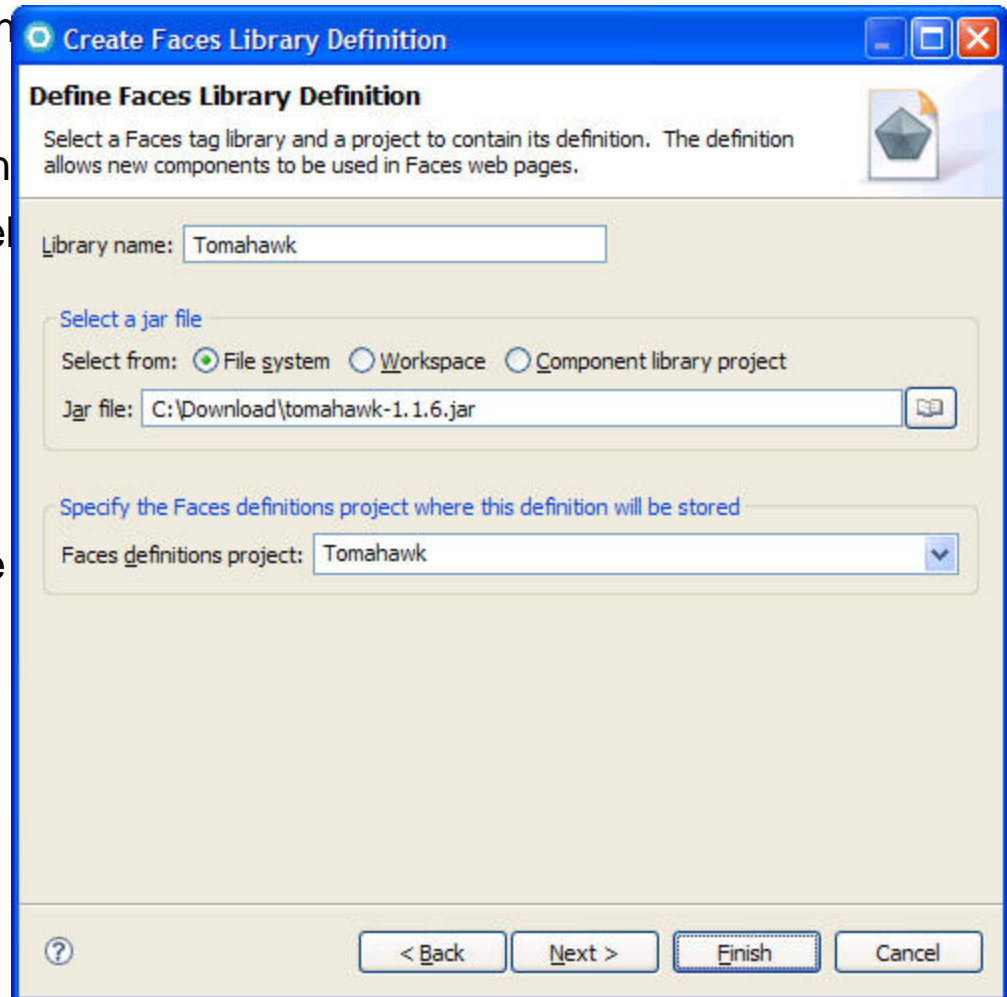 Create Faces Library Definition
Define Faces Library Definition
Select a Faces tag library and a project to contain its definition. The definition
allows new components to be used in Faces web pages.
Library name: Tomahawk
Select a jar file
Select from: File system Workspace Component library project
Jar file: C:\Download\tomahawk-1.1.6.jar
Specify the Faces definitions project where this definition will be stored
Faces definitions project: Tomahawk
? < Back Next > Finish Cancel